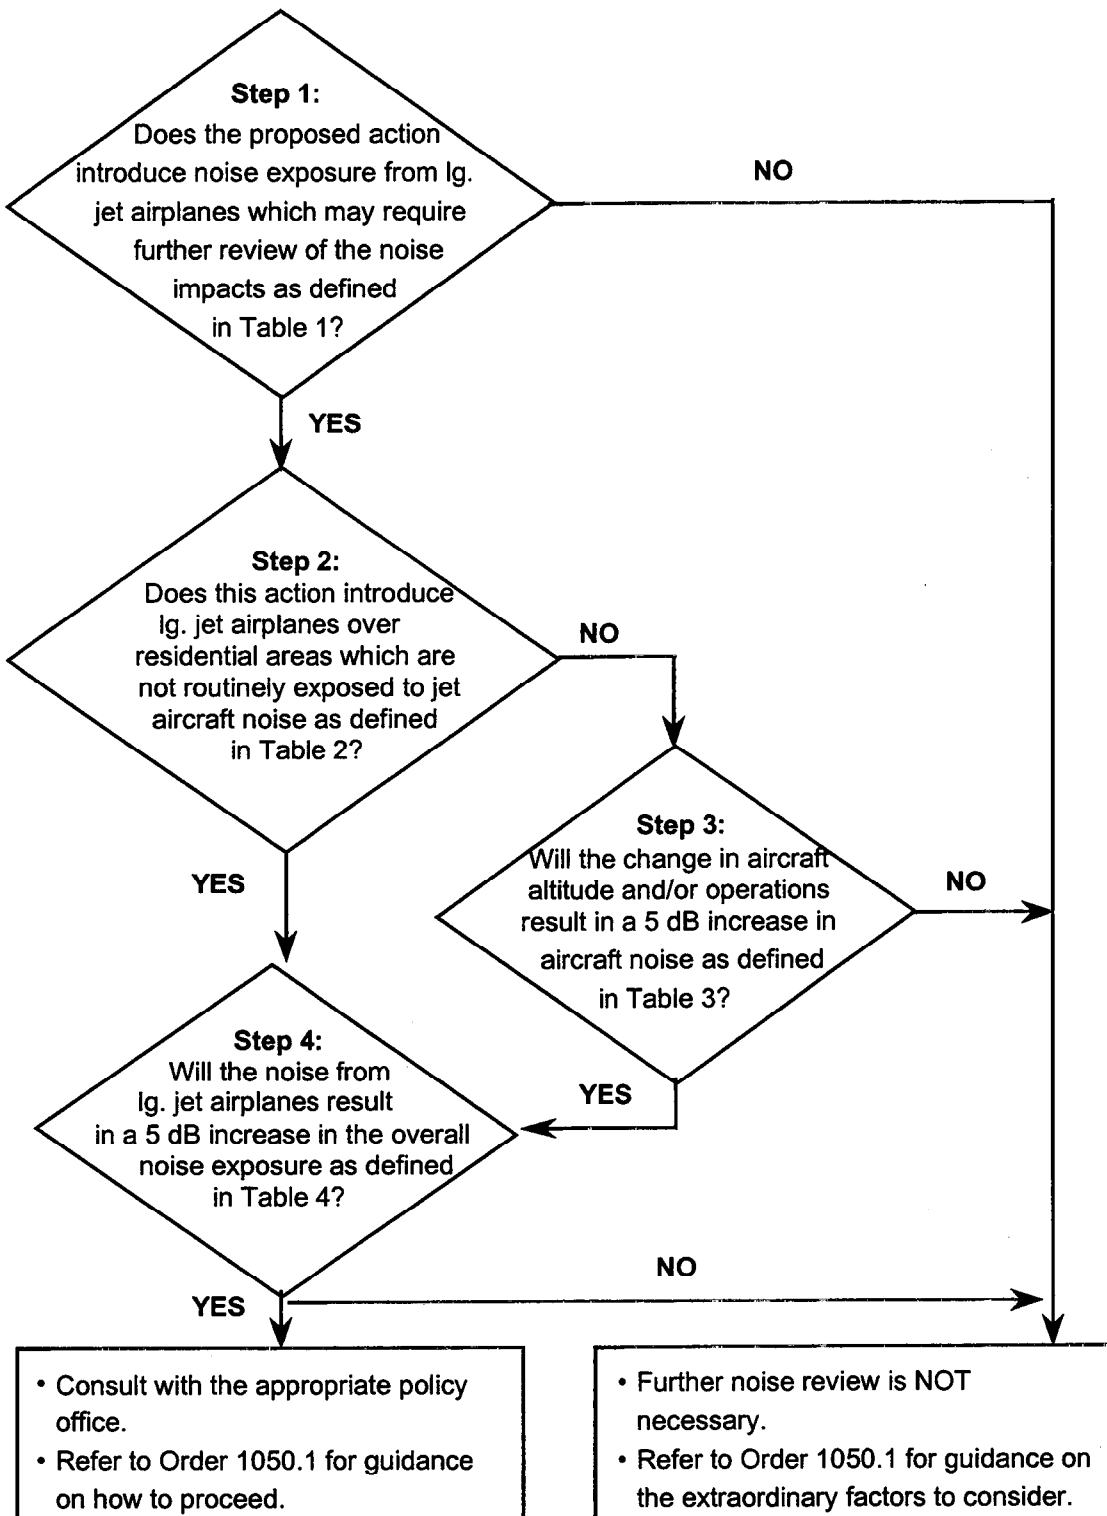 Step 1:
Does the proposed action
introduce noise exposure from lg.
jet airplanes which may require
further review of the noise
impacts as defined
in Table 1?
NO
YES
Step 2:
Does this action introduce
lg. jet airplanes over
residential areas which are
not routinely exposed to jet
aircraft noise as defined
in Table 2?
NO
YES
Step 3:
Will the change in aircraft
altitude and/or operations
result in a 5 dB increase in
aircraft noise as defined
in Table 3?
NO
YES
Step 4:
Will the noise from
lg. jet airplanes result
in a 5 dB increase in the overall
noise exposure as defined
in Table 4?
NO
YES
• Consult with the appropriate policy
office.
• Refer to Order 1050.1 for guidance
on how to proceed.
• Further noise review is NOT
necessary.
• Refer to Order 1050.1 for guidance on
the extraordinary factors to consider.